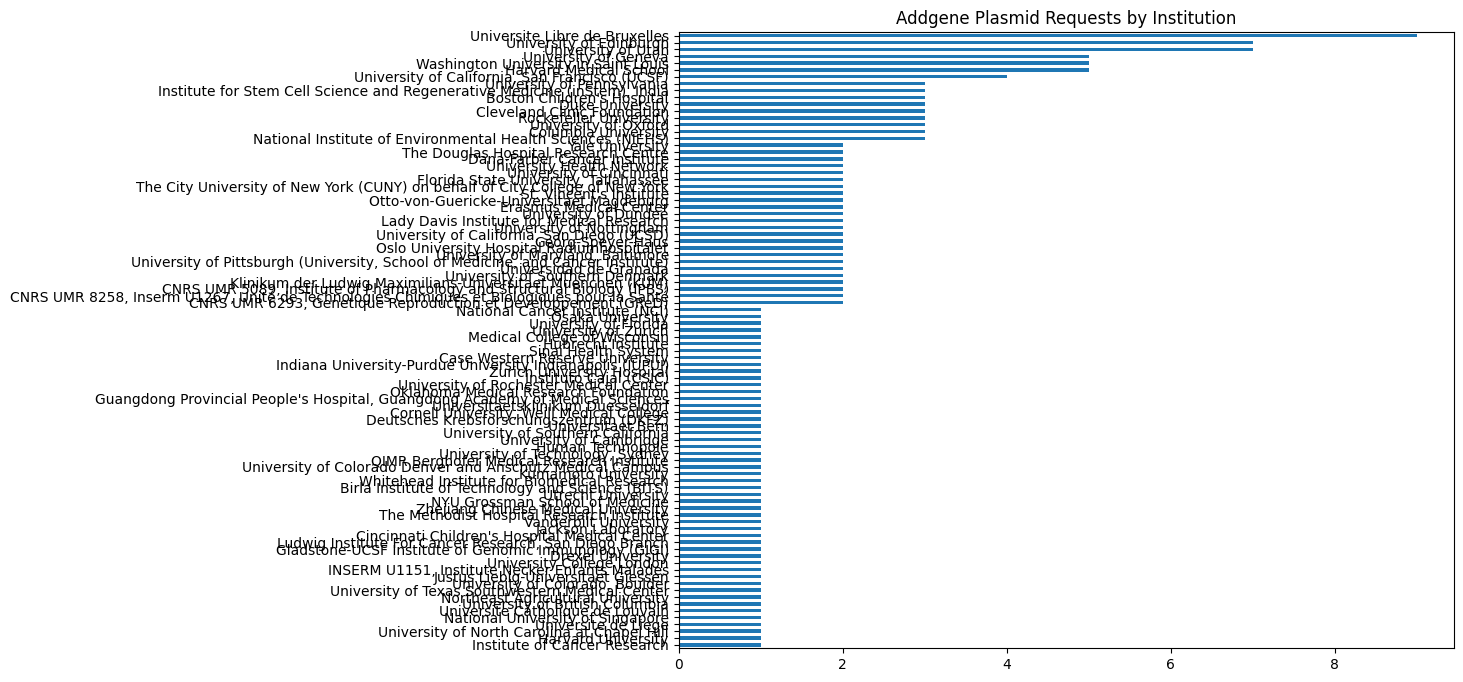 Addgene Plasmid Requests by Institution
Universite Libre de Bruxelles
University of Edinburgh
University of Utah
University of Geneva
Washington University in Saint Louis
Harvard Medical School
University of California, San Francisco (UCSF)
University of Pennsylvania
Institute for Stem Cell Science and Regenerative Medicine (inStem), India
Boston Children's Hospital
Duke University
Cleveland Clinic Foundation
Rockefeller University
University of Oxford
Columbia University
National Institute of Environmental Health Sciences (NIEHS)
Yale University
The Douglas Hospital Research Centre
Dana-Farber Cancer Institute
University Health Network
University of Cincinnati
Florida State University, Tallahassee
The City University of New York (CUNY) on behalf of City College of New York
St. Vincent's Institute
Otto-von-Guericke-Universitaet Magdeburg
Erasmus Medical Center
University of Dundee
Lady Davis Institute for Medical Research
University of Nottingham
University of California, San Diego (UCSD)
Georg-Speyer-Haus
Oslo University Hospital Radiumhospitalet
University of Maryland, Baltimore
University of Pittsburgh (University, School of Medicine, and Cancer Institute)
Universidad de Granada
University of Southern Denmark
Klinikum der Ludwig-Maximilians-Universitaet Muenchen (KUM)
CNRS UMR 5089, Institute of Pharmacology and Structural Biology (IPBS)
CNRS UMR 8258, Inserm U1267, Unite de Technologies Chimiques et Biologiques pour la Sante
CNRS UMR 6293, Genetique Reproduction et Developpement (GReD)
National Cancer Institute (NCI)
Osaka University
University of Florida
University of Zurich
Medical College of Wisconsin
Hubrecht Institute
Sinai Health System
Case Western Reserve University
Indiana University-Purdue University Indianapolis (IUPUI)
Zurich University Hospital
Instituto Cajal (CSIC)
University of Rochester Medical Center
Oklahoma Medical Research Foundation
Guangdong Provincial People's Hospital, Guangdong Academy of Medical Sciences
Universitaetsklinikum Duesseldorf
Cornell University, Weill Medical College
Deutsches Krebsforschungszentrum (DKFZ)
Universitaet Bern
University of Southern California
University of Cambridge
Human Technopole
University of Technology, Sydney
QIMR Berghofer Medical Research Institute
University of Colorado Denver and Anschutz Medical Campus
Kumamoto University
Whitehead Institute for Biomedical Research
Birla Institute of Technology and Science (BITS)
Utrecht University
NYU Grossman School of Medicine
Zhejiang Chinese Medical University
The Methodist Hospital Research Institute
Vanderbilt University
Jackson Laboratory
Cincinnati Children's Hospital Medical Center
Ludwig Institute For Cancer Research, San Diego Branch
Gladstone-UCSF Institute of Genomic Immunology (GIGI)
Drexel University
University College London
INSERM U1151, Institute Necker Enfants Malades
Justus Liebig-Universitaet Giessen
University of Colorado, Boulder
University of Texas Southwestern Medical Center
Northeast Agricultural University
University of British Columbia
Universite Catholique de Louvain
National University of Singapore
Universite de Liege
University of North Carolina at Chapel Hill
Harvard University
Institute of Cancer Research
0 2 4 6 8